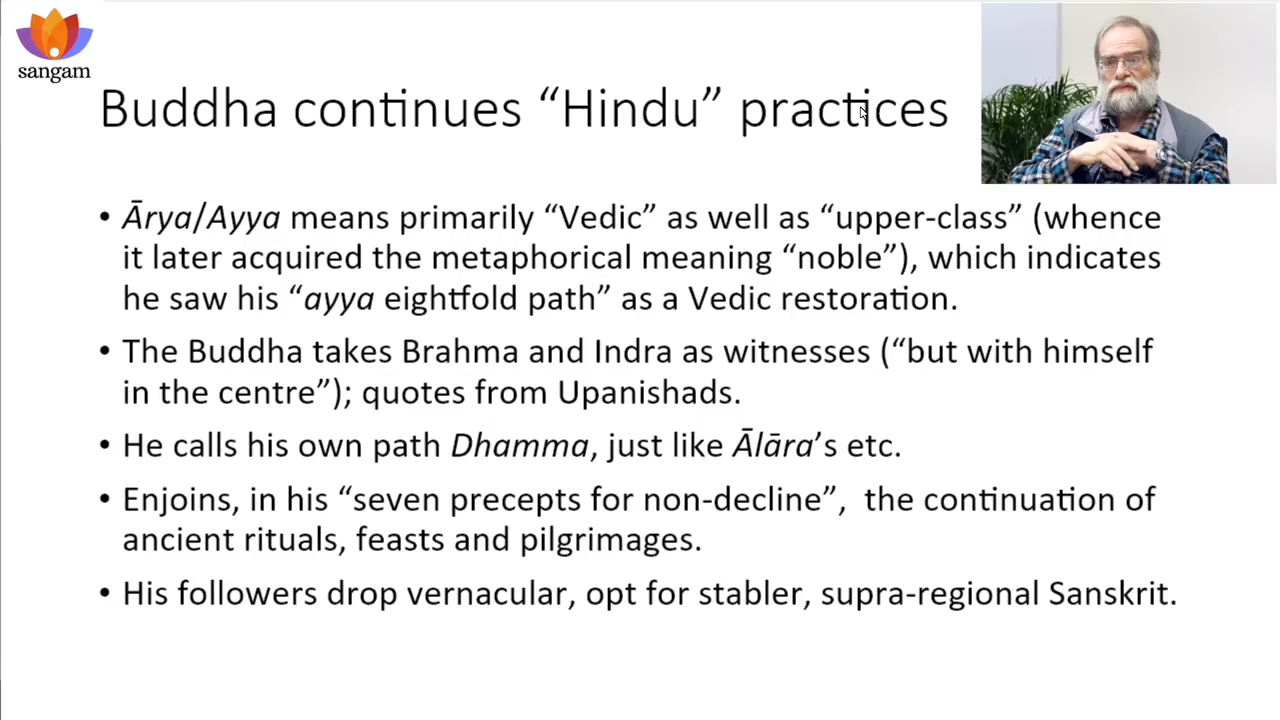 sangam
Buddha continues “Hindu” practices
• Ārya/Ayya means primarily “Vedic” as well as “upper-class” (whence
it later acquired the metaphorical meaning “noble”), which indicates
he saw his “ayya eightfold path” as a Vedic restoration.
• The Buddha takes Brahma and Indra as witnesses (“but with himself
in the centre”); quotes from Upanishads.
• He calls his own path Dhamma, just like Ālāra’s etc.
• Enjoins, in his “seven precepts for non-decline”,  the continuation of
ancient rituals, feasts and pilgrimages.
• His followers drop vernacular, opt for stabler, supra-regional Sanskrit.